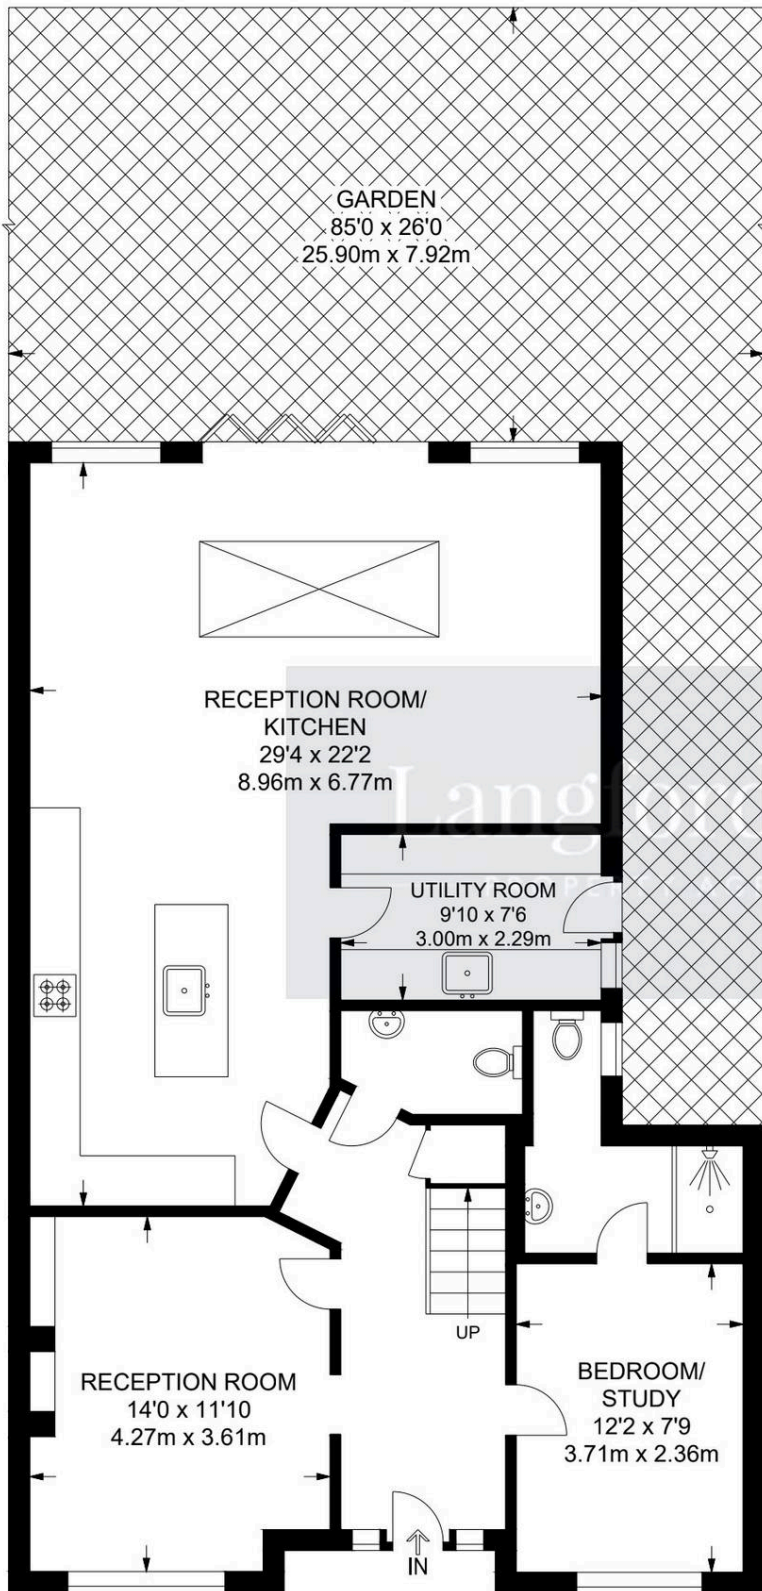 GARDEN
85'0 x 26'0
25.90m x 7.92m
RECEPTION ROOM/
KITCHEN
29'4 x 22'2
8.96m x 6.77m
UTILITY ROOM
9'10 x 7'6
3.00m x 2.29m
UP
RECEPTION ROOM
14'0 x 11'10
4.27m x 3.61m
BEDROOM/
STUDY
12'2 x 7'9
3.71m x 2.36m
IN